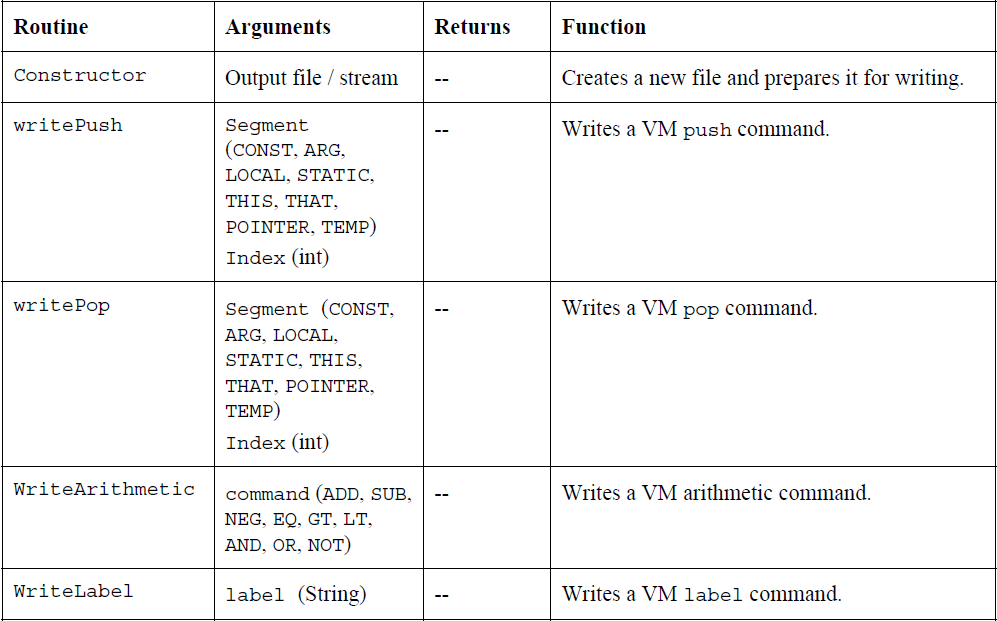 Routine Arguments Returns Function
Constructor Output file / stream -- Creates a new file and prepares it for writing.
writePush Segment -- Writes a VM push command.
(CONST, ARG,
LOCAL, STATIC,
THIS, THAT,
POINTER, TEMP)
Index (int)
writePop Segment (CONST, -- Writes a VM pop command.
ARG, LOCAL,
STATIC, THIS,
THAT, POINTER,
TEMP)
Index (int)
WriteArithmetic command (ADD, SUB, -- Writes a VM arithmetic command.
NEG, EQ, GT, LT,
AND, OR, NOT)
WriteLabel label (String) -- Writes a VM label command.